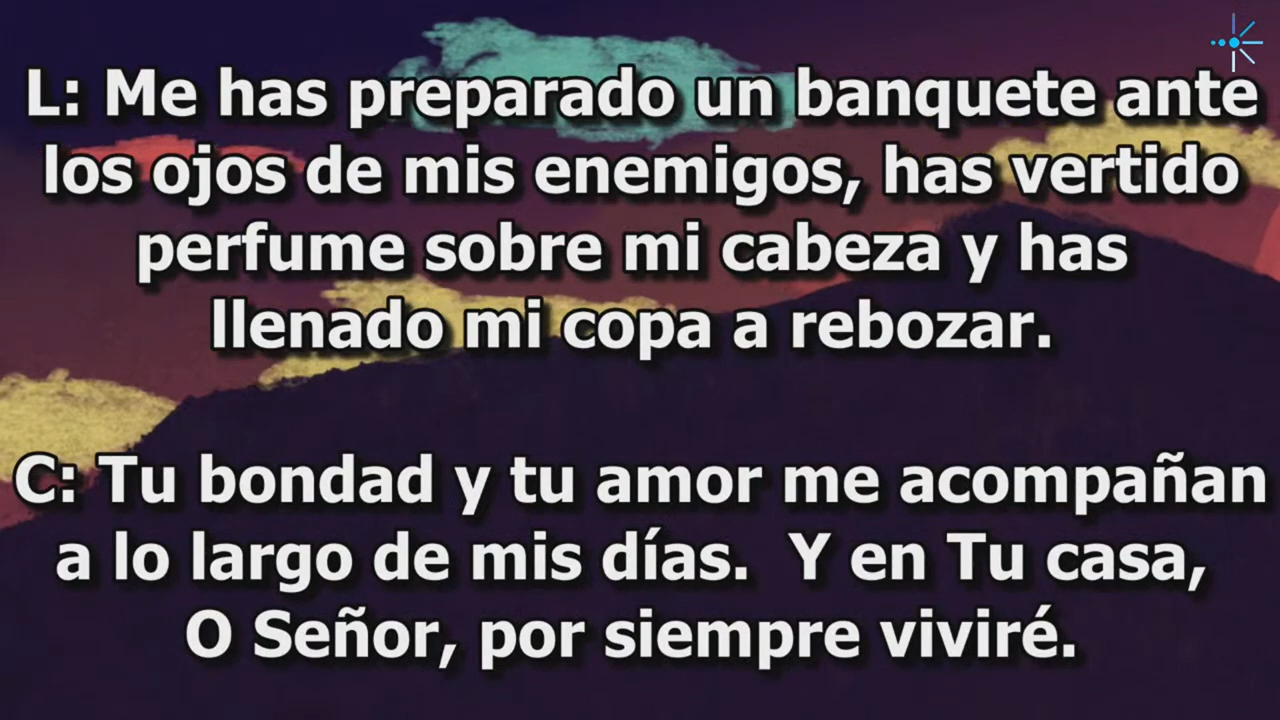 L: Me has preparado un banquete ante
los ojos de mis enemigos, has vertido
perfume sobre mi cabeza y has
llenado mi copa a rebozar.
C: Tu bondad y tu amor me acompañan
a lo largo de mis días.  Y en Tu casa,
O Señor, por siempre viviré.